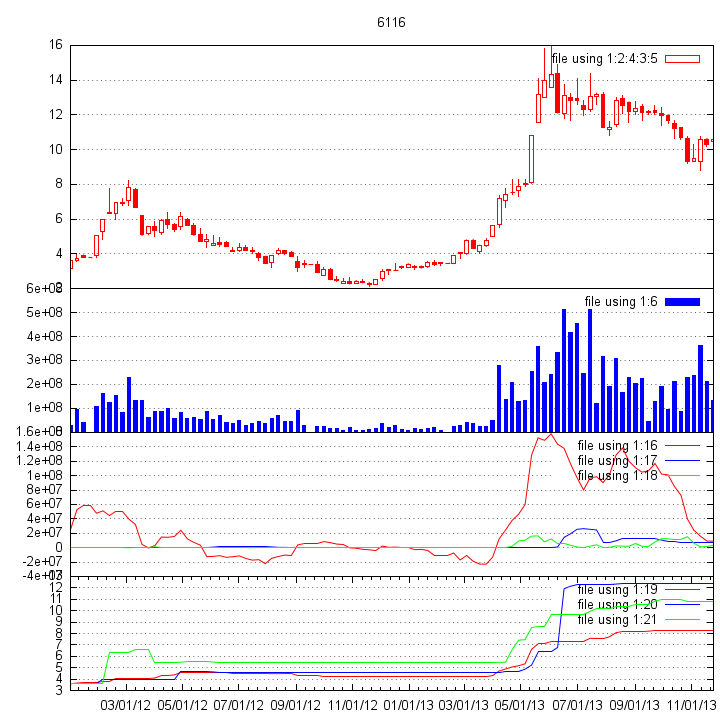 6116
16
file using 1:2:4:3:5
14
12
10
8
6
4
2
6e+08
file using 1:6
5e+08
4e+08
3e+08
2e+08
1e+08
0
1.6e+08
1.4e+08
file using 1:16
1.2e+08
file using 1:17
1e+08
file using 1:18
8e+07
6e+07
4e+07
2e+07
0
-2e+07
-4e+07
13
12
file using 1:19
11
file using 1:20
10
file using 1:21
9
8
7
6
5
4
3
03/01/12 05/01/12 07/01/12 09/01/12 11/01/12 01/01/13 03/01/13 05/01/13 07/01/13 09/01/13 11/01/13